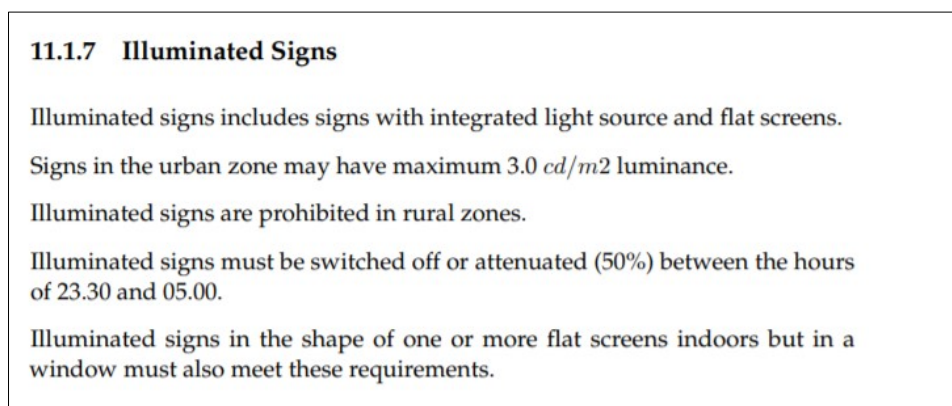 11.1.7 Illuminated Signs
Illuminated signs includes signs with integrated light source and flat screens.
Signs in the urban zone may have maximum 3.0 cd/m2 luminance.
Illuminated signs are prohibited in rural zones.
Illuminated signs must be switched off or attenuated (50%) between the hours
of 23.30 and 05.00.
Illuminated signs in the shape of one or more flat screens indoors but in a
window must also meet these requirements.